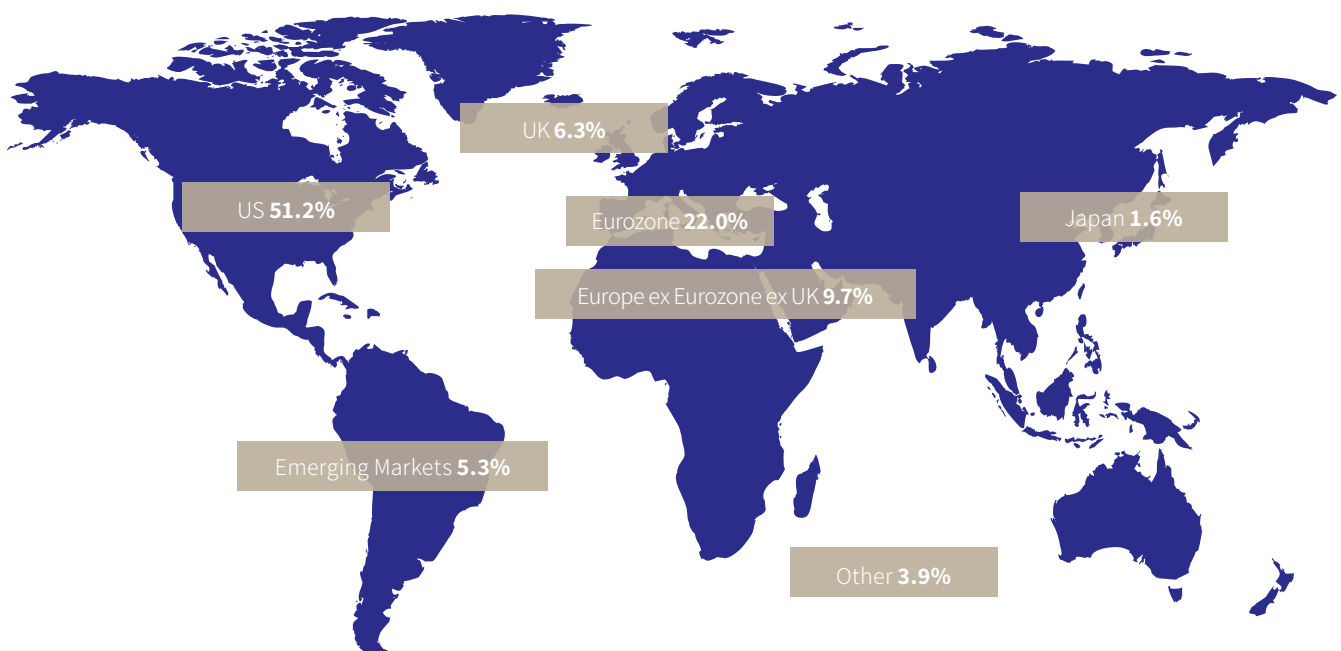 UK 6.3%
US 51.2%
Eurozone 22.0%
Japan 1.6%
Europe ex Eurozone ex UK 9.7%
Emerging Markets 5.3%
Other 3.9%